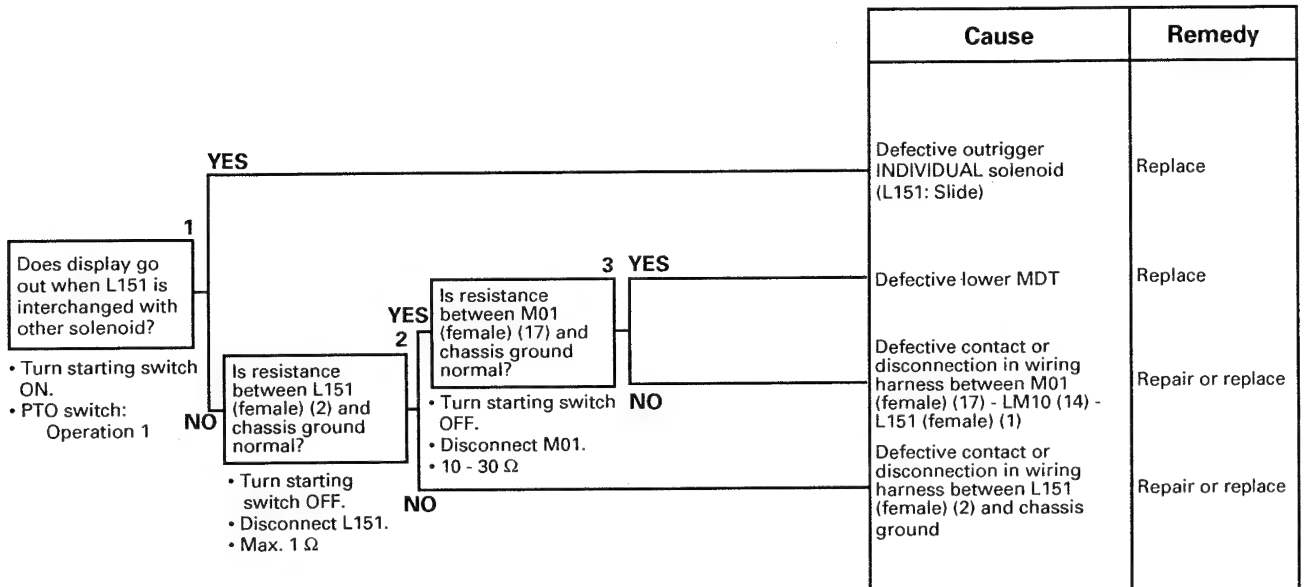 Cause
Remedy
YES
Defective outrigger
INDIVIDUAL solenoid
(L151: Slide)
Replace
1
Does display go
out when L151 is
interchanged with
other solenoid?
• Turn starting switch
ON.
• PTO switch:
Operation 1
NO
Is resistance
between L151
(female) (2) and
chassis ground
normal?
• Turn starting
switch OFF.
• Disconnect L151.
• Max. 1 Ω
YES
2
NO
Is resistance
between M01
(female) (17) and
chassis ground
normal?
• Turn starting switch
OFF.
• Disconnect M01.
• 10 - 30 Ω
3 YES
NO
Defective lower MDT
Replace
Defective contact or
disconnection in wiring
harness between M01
(female) (17) - LM10 (14) -
L151 (female) (1)
Repair or replace
Defective contact or
disconnection in wiring
harness between L151
(female) (2) and chassis
ground
Repair or replace